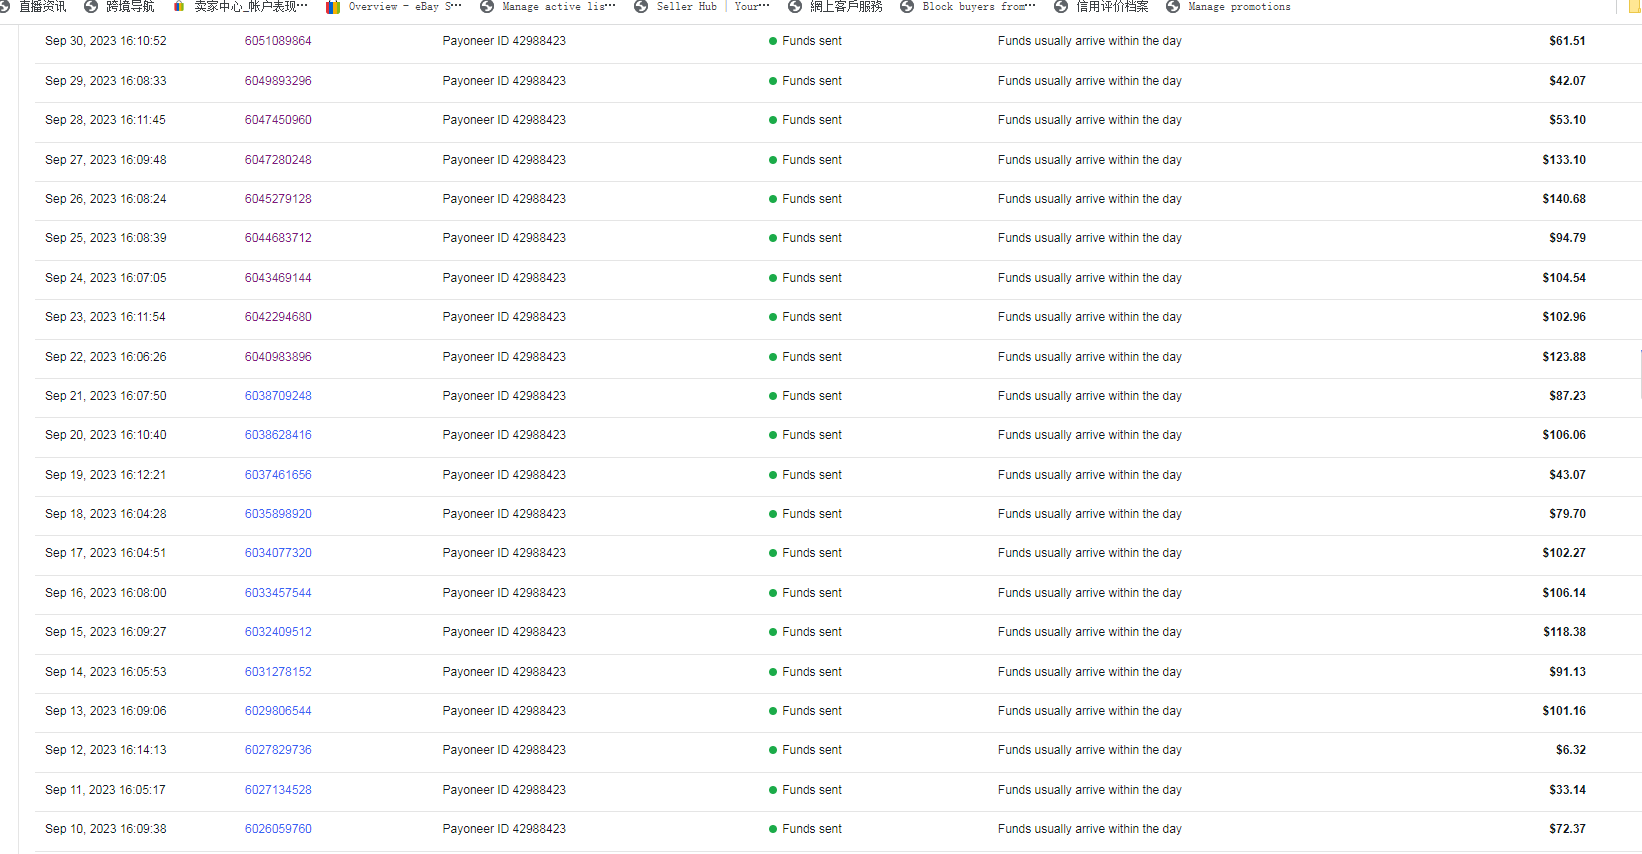 直播资讯 跨境导航 卖家中心_帐户表现··· Overview - eBay S··· Manage active lis··· Seller Hub | Your··· 網上客戶服務 Block buyers from··· 信用评价档案 Manage promotions
Sep 30, 2023 16:10:52 6051089864 Payoneer ID 42988423 Funds sent Funds usually arrive within the day $61.51
Sep 29, 2023 16:08:33 6049893296 Payoneer ID 42988423 Funds sent Funds usually arrive within the day $42.07
Sep 28, 2023 16:11:45 6047450960 Payoneer ID 42988423 Funds sent Funds usually arrive within the day $53.10
Sep 27, 2023 16:09:48 6047280248 Payoneer ID 42988423 Funds sent Funds usually arrive within the day $133.10
Sep 26, 2023 16:08:24 6045279128 Payoneer ID 42988423 Funds sent Funds usually arrive within the day $140.68
Sep 25, 2023 16:08:39 6044683712 Payoneer ID 42988423 Funds sent Funds usually arrive within the day $94.79
Sep 24, 2023 16:07:05 6043469144 Payoneer ID 42988423 Funds sent Funds usually arrive within the day $104.54
Sep 23, 2023 16:11:54 6042294680 Payoneer ID 42988423 Funds sent Funds usually arrive within the day $102.96
Sep 22, 2023 16:06:26 6040983896 Payoneer ID 42988423 Funds sent Funds usually arrive within the day $123.88
Sep 21, 2023 16:07:50 6038709248 Payoneer ID 42988423 Funds sent Funds usually arrive within the day $87.23
Sep 20, 2023 16:10:40 6038628416 Payoneer ID 42988423 Funds sent Funds usually arrive within the day $106.06
Sep 19, 2023 16:12:21 6037461656 Payoneer ID 42988423 Funds sent Funds usually arrive within the day $43.07
Sep 18, 2023 16:04:28 6035898920 Payoneer ID 42988423 Funds sent Funds usually arrive within the day $79.70
Sep 17, 2023 16:04:51 6034077320 Payoneer ID 42988423 Funds sent Funds usually arrive within the day $102.27
Sep 16, 2023 16:08:00 6033457544 Payoneer ID 42988423 Funds sent Funds usually arrive within the day $106.14
Sep 15, 2023 16:09:27 6032409512 Payoneer ID 42988423 Funds sent Funds usually arrive within the day $118.38
Sep 14, 2023 16:05:53 6031278152 Payoneer ID 42988423 Funds sent Funds usually arrive within the day $91.13
Sep 13, 2023 16:09:06 6029806544 Payoneer ID 42988423 Funds sent Funds usually arrive within the day $101.16
Sep 12, 2023 16:14:13 6027829736 Payoneer ID 42988423 Funds sent Funds usually arrive within the day $6.32
Sep 11, 2023 16:05:17 6027134528 Payoneer ID 42988423 Funds sent Funds usually arrive within the day $33.14
Sep 10, 2023 16:09:38 6026059760 Payoneer ID 42988423 Funds sent Funds usually arrive within the day $72.37